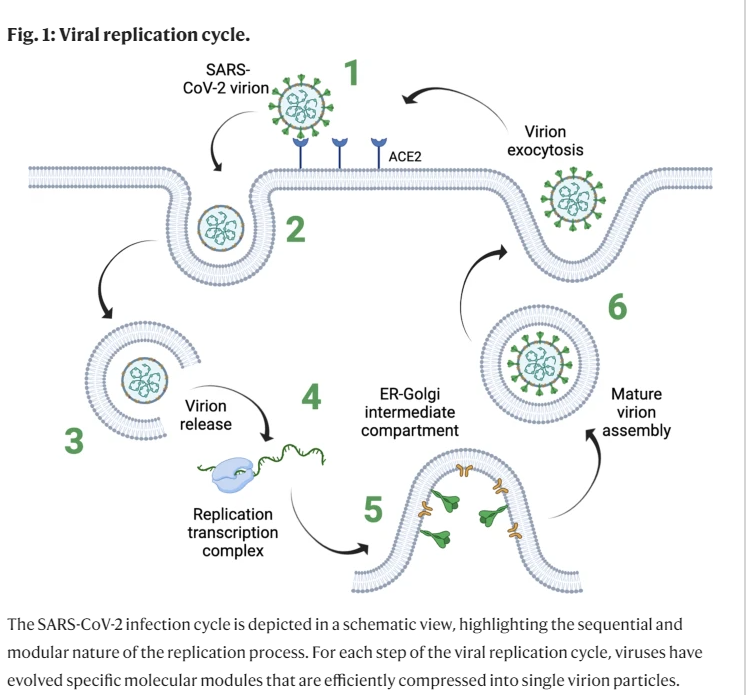 Fig. 1: Viral replication cycle.
SARS-
CoV-2 virion
1
ACE2
Virion
exocytosis
2
3
Virion
release
4
Replication
transcription
complex
5
ER-Golgi
intermediate
compartment
6
Mature
virion
assembly
The SARS-CoV-2 infection cycle is depicted in a schematic view, highlighting the sequential and
modular nature of the replication process. For each step of the viral replication cycle, viruses have
evolved specific molecular modules that are efficiently compressed into single virion particles.